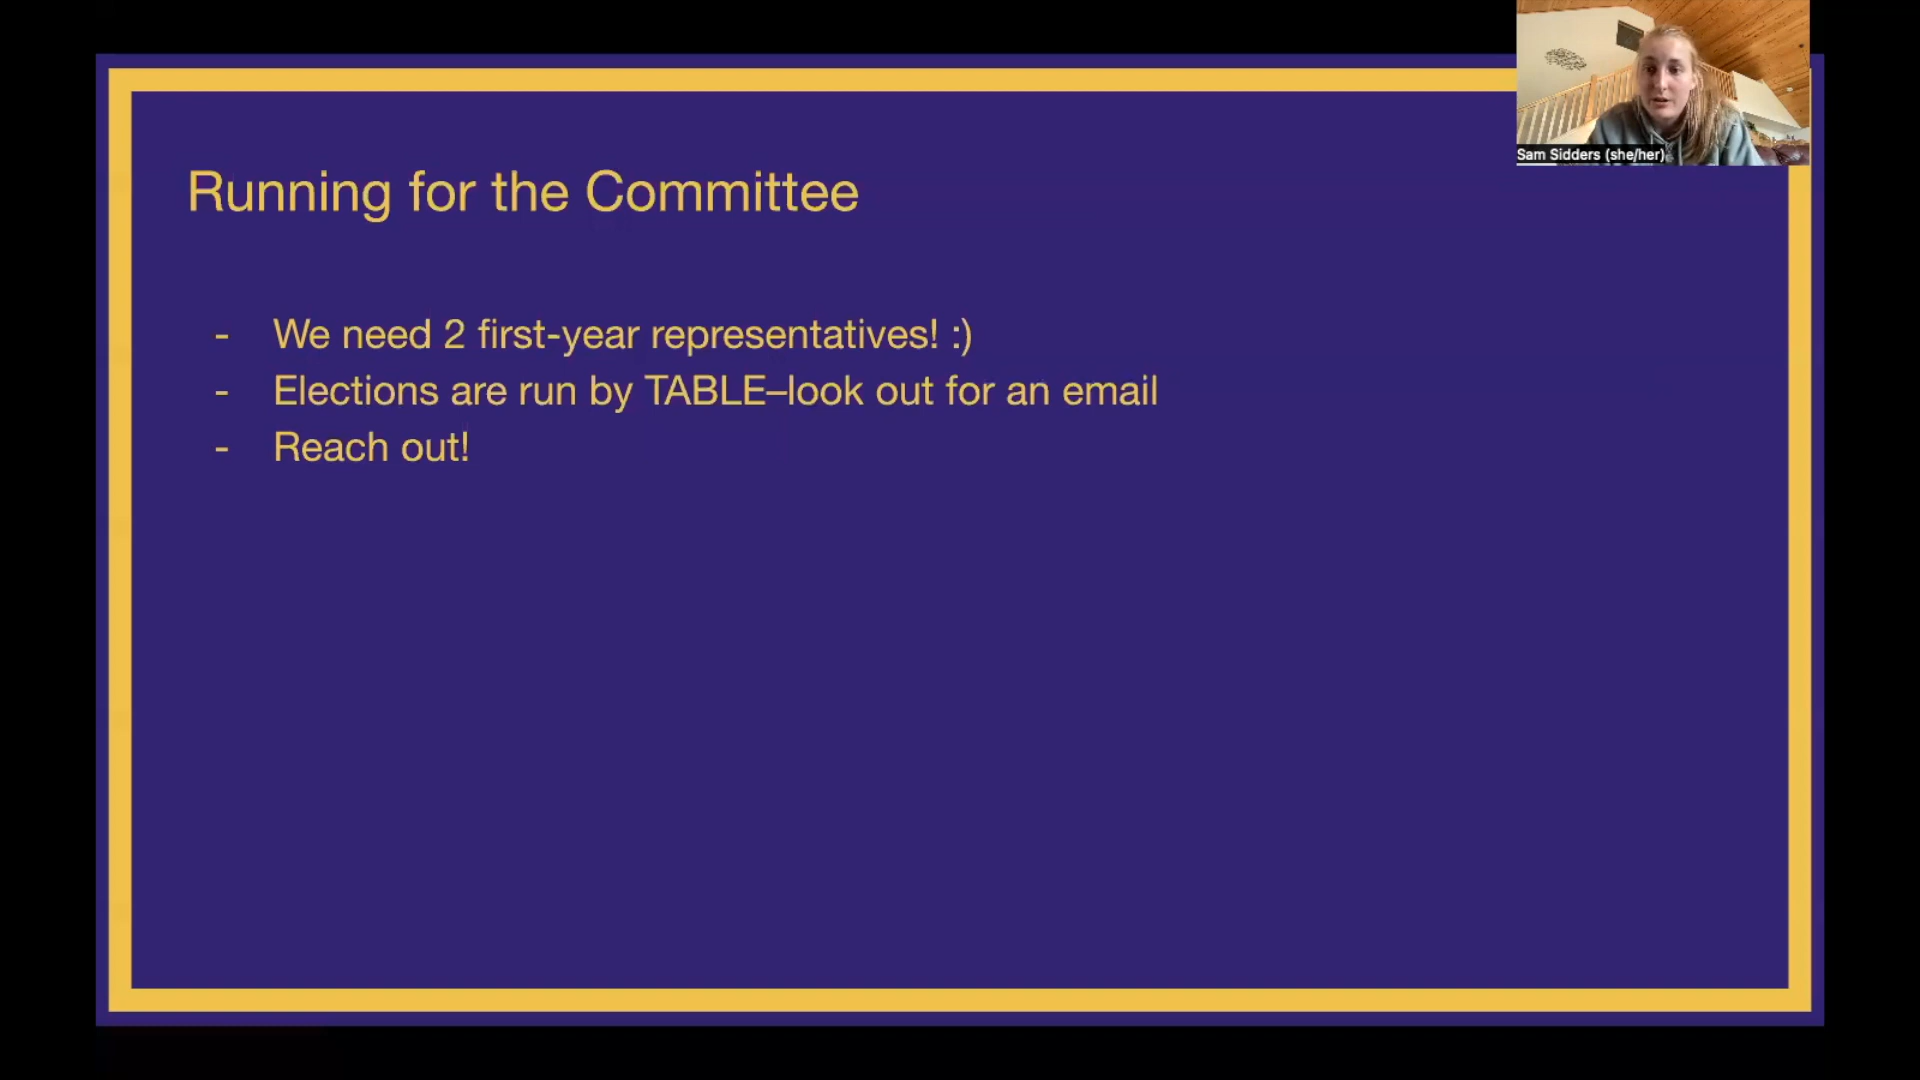 Sam Sidders (she/her)
Running for the Committee
- We need 2 first-year representatives! :)
- Elections are run by TABLE–look out for an email
- Reach out!